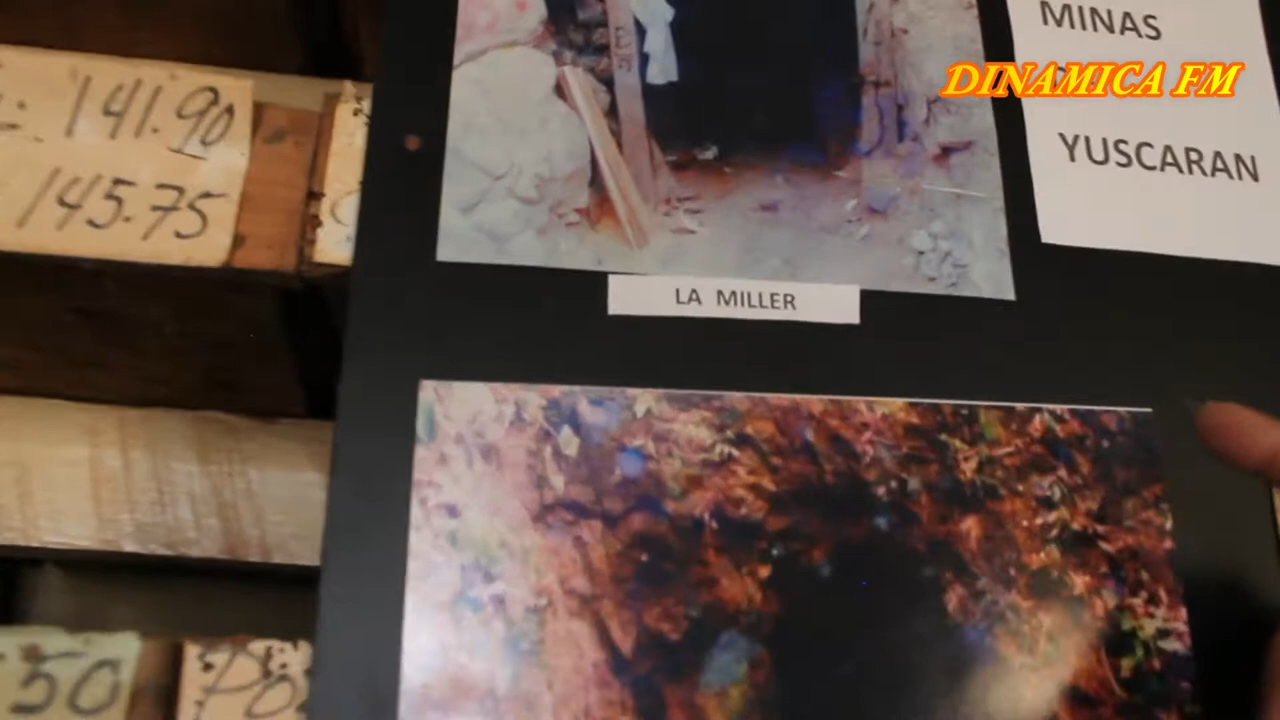 141.90
145.75
50
MINAS
YUSCARAN
DINAMICA FM
LA MILLER